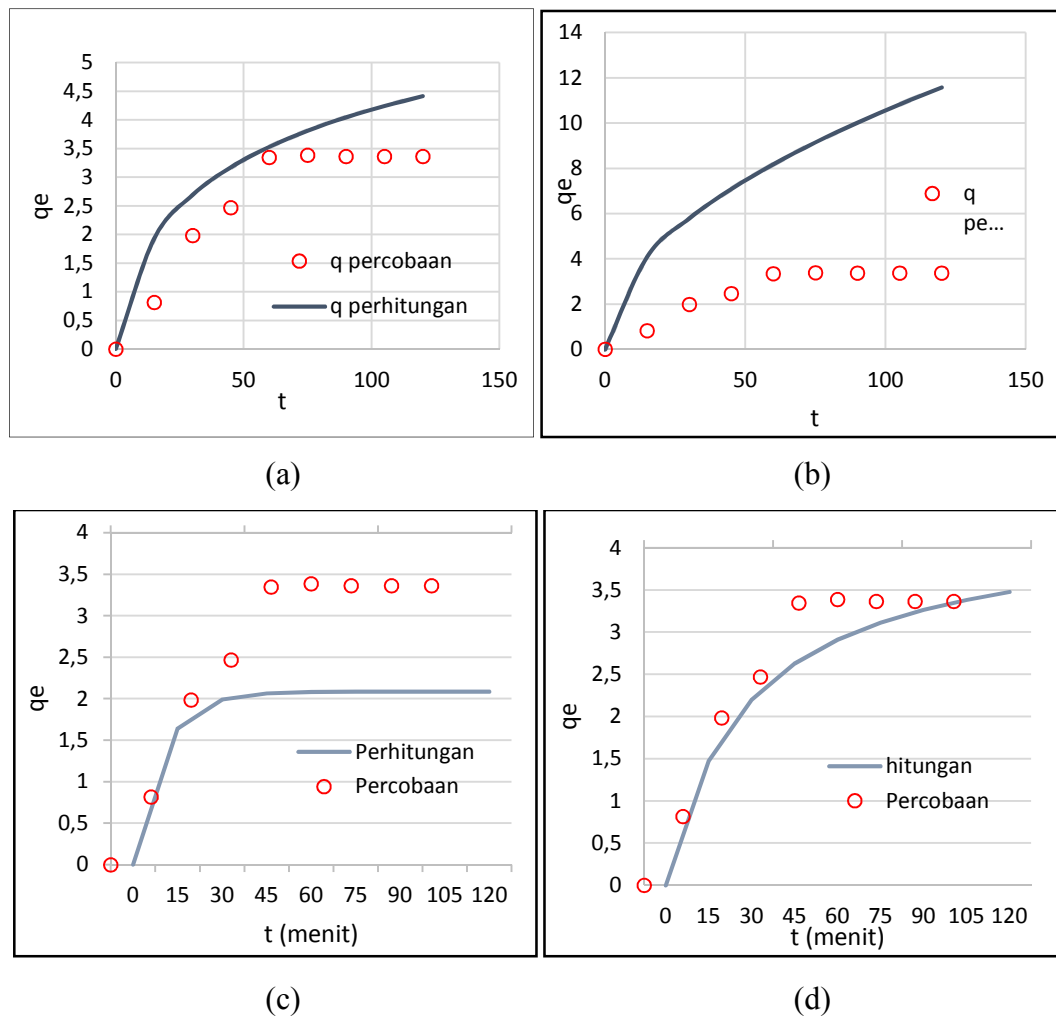 5
4,5
4
3,5
3
2,5
2
1,5
1
0,5
0
qe
0 50 100 150
t
q percobaan
q perhitungan
(a)
14
12
10
8
6
4
2
0
qe
0 50 100 150
t
q
pe...
(b)
4
3,5
3
2,5
2
1,5
1
0,5
0
qe
0 15 30 45 60 75 90 105 120
t (menit)
Perhitungan
Percobaan
(c)
4
3,5
3
2,5
2
1,5
1
0,5
0
qe
0 15 30 45 60 75 90 105 120
t (menit)
hitungan
Percobaan
(d)